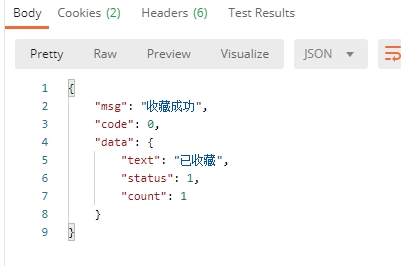 Body Cookies (2) Headers (6) Test Results
Pretty Raw Preview Visualize JSON
1 {
2 "msg": "收藏成功",
3 "code": 0,
4 "data": {
5 "text": "已收藏",
6 "status": 1,
7 "count": 1
8 }
9 }